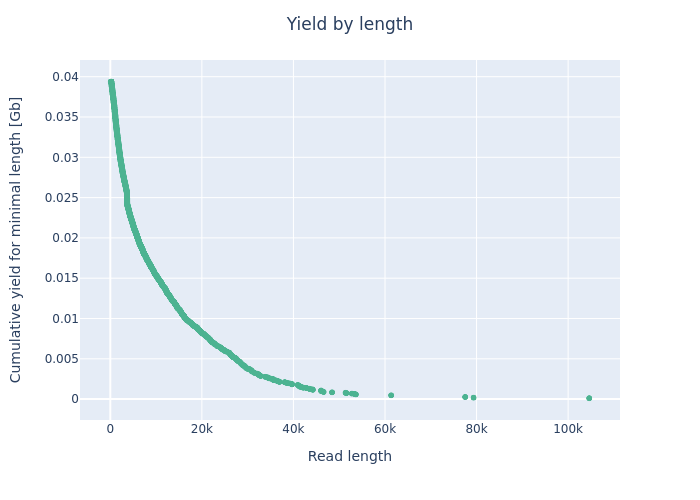 Yield by length
Cumulative yield for minimal length [Gb]
0.04
0.035
0.03
0.025
0.02
0.015
0.01
0.005
0
0 20k 40k 60k 80k 100k
Read length